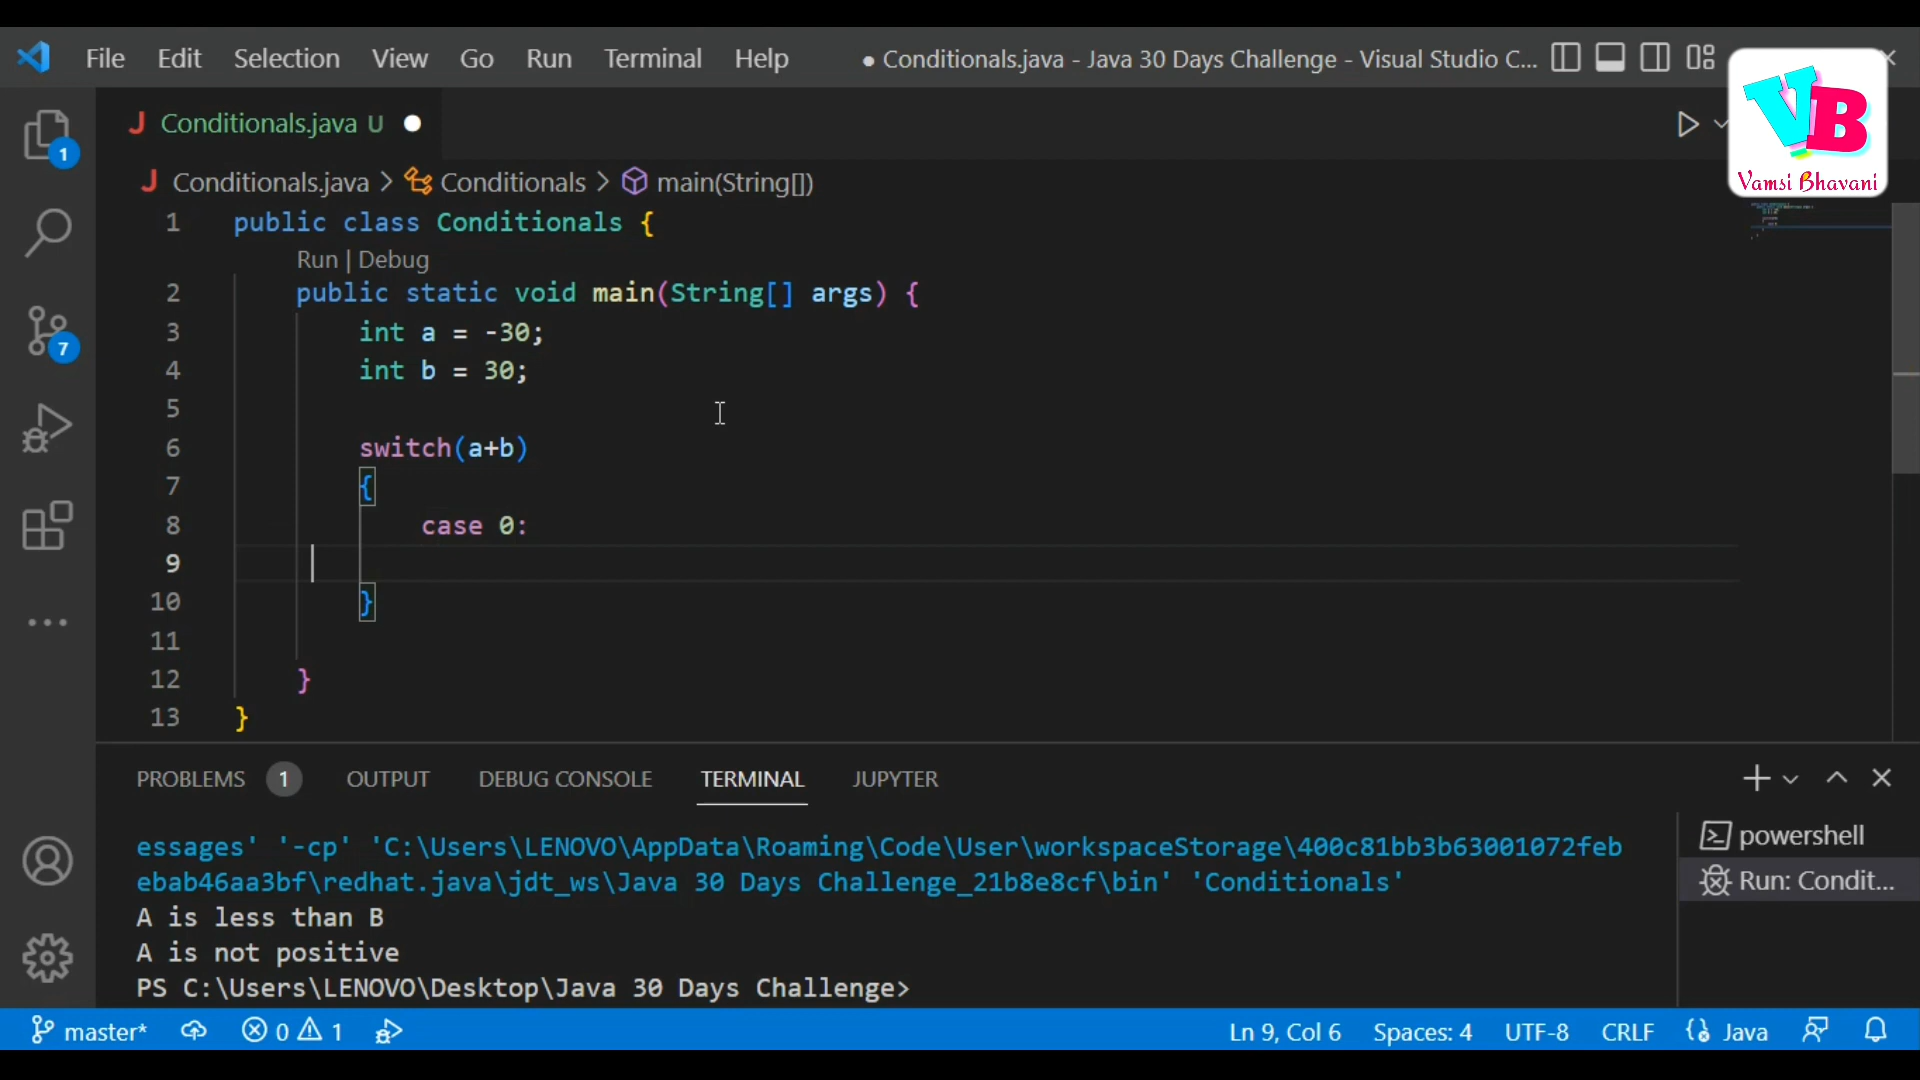 File Edit Selection View Go Run Terminal Help ● Conditionals.java - Java 30 Days Challenge - Visual Studio C...
VB
Vamsi Bhavani
J Conditionals.java U ●
J Conditionals.java > Conditionals > main(String[])
1 public class Conditionals {
Run | Debug
2 public static void main(String[] args) {
3 int a = -30;
4 int b = 30;
5
6 switch(a+b)
7 {
8 case 0:
9
10 }
11
12 }
13 }
1
7
PROBLEMS 1 OUTPUT DEBUG CONSOLE TERMINAL JUPYTER
essages' '-cp' 'C:\Users\LENOVO\AppData\Roaming\Code\User\workspaceStorage\400c81bb3b63001072feb
ebab46aa3bf\redhat.java\jdt_ws\Java 30 Days Challenge_21b8e8cf\bin' 'Conditionals'
A is less than B
A is not positive
PS C:\Users\LENOVO\Desktop\Java 30 Days Challenge>
powershell
Run: Condit...
master* 0 1 Ln 9, Col 6 Spaces: 4 UTF-8 CRLF Java